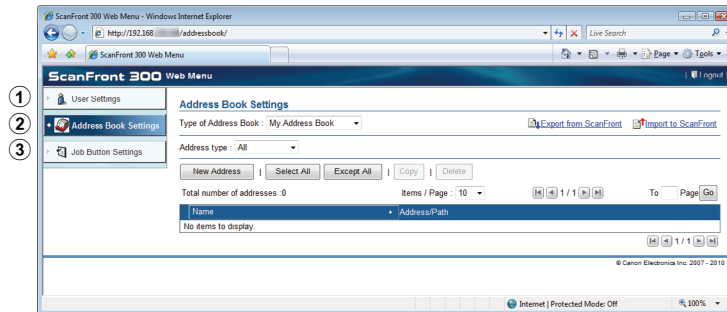 ScanFront 300 Web Menu - Windows Internet Explorer
http://192.168. /addressbook/
Live Search
ScanFront 300 Web Menu
Page
Tools
ScanFront 300 Web Menu
Logout
1 User Settings
2 Address Book Settings
3 Job Button Settings
Address Book Settings
Type of Address Book : My Address Book
Export from ScanFront
Import to ScanFront
Address type : All
New Address | Select All Except All | Copy | Delete
Total number of addresses :0 Items / Page : 10 1 / 1 To Page Go
Name Address/Path
No items to display.
1 / 1
© Canon Electronics Inc. 2007 - 2010
Internet | Protected Mode: Off 100%